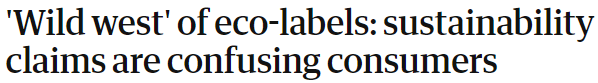 'Wild west' of eco-labels: sustainability
claims are confusing consumers